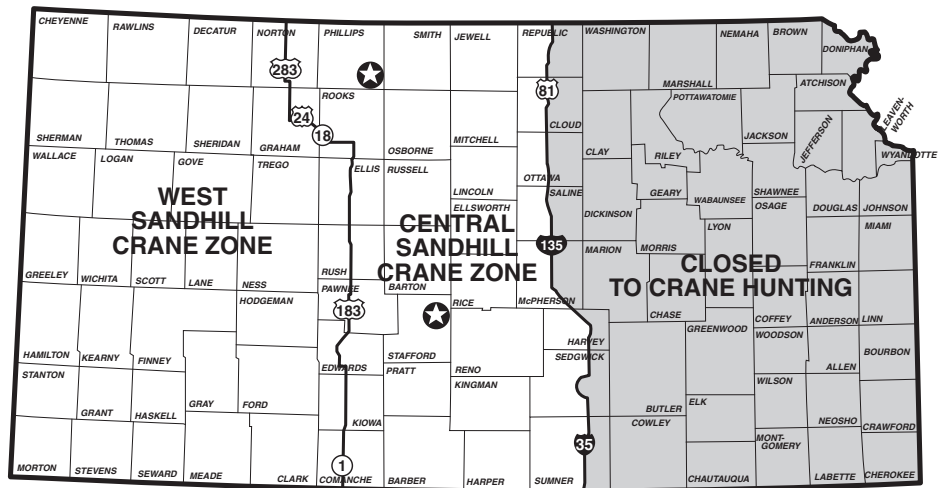 CHEYENNE
RAWLINS
DECATUR
NORTON
PHILLIPS
SMITH
JEWELL
REPUBLIC
WASHINGTON
MARSHALL
NEMAHA
BROWN
DONIPHAN
283
81
ATCHISON
ROOKS
POTTAWATOMIE
LEAVEN-
WORTH
24
18
CLOUD
SHERMAN
THOMAS
SHERIDAN
GRAHAM
OSBORNE
MITCHELL
CLAY
RILEY
JACKSON
JEFFERSON
WYANDOTTE
WALLACE
LOGAN
GOVE
TREGO
ELLIS
RUSSELL
LINCOLN
OTTAWA
SALINE
GEARY
WABAUNSEE
SHAWNEE
OSAGE
DOUGLAS
JOHNSON
WEST
SANDHILL
CRANE ZONE
CENTRAL
SANDHILL
CRANE ZONE
CLOSED
TO CRANE HUNTING
ELLSWORTH
DICKINSON
LYON
MIAMI
135
MARION
MORRIS
FRANKLIN
GREELEY
WICHITA
SCOTT
LANE
NESS
RUSH
PAWNEE
BARTON
RICE
McPHERSON
HODGEMAN
183
CHASE
GREENWOOD
COFFEY
ANDERSON
LINN
WOODSON
HAMILTON
KEARNY
FINNEY
EDWARDS
STAFFORD
PRATT
RENO
HARVEY
SEDGWICK
ALLEN
BOURBON
STANTON
GRANT
HASKELL
GRAY
FORD
KIOWA
KINGMAN
BUTLER
ELK
WILSON
NEOSHO
CRAWFORD
COWLEY
35
MONT-
GOMERY
MORTON
STEVENS
SEWARD
MEADE
CLARK
1
COMANCHE
BARBER
HARPER
SUMNER
CHAUTAUQUA
LABETTE
CHEROKEE